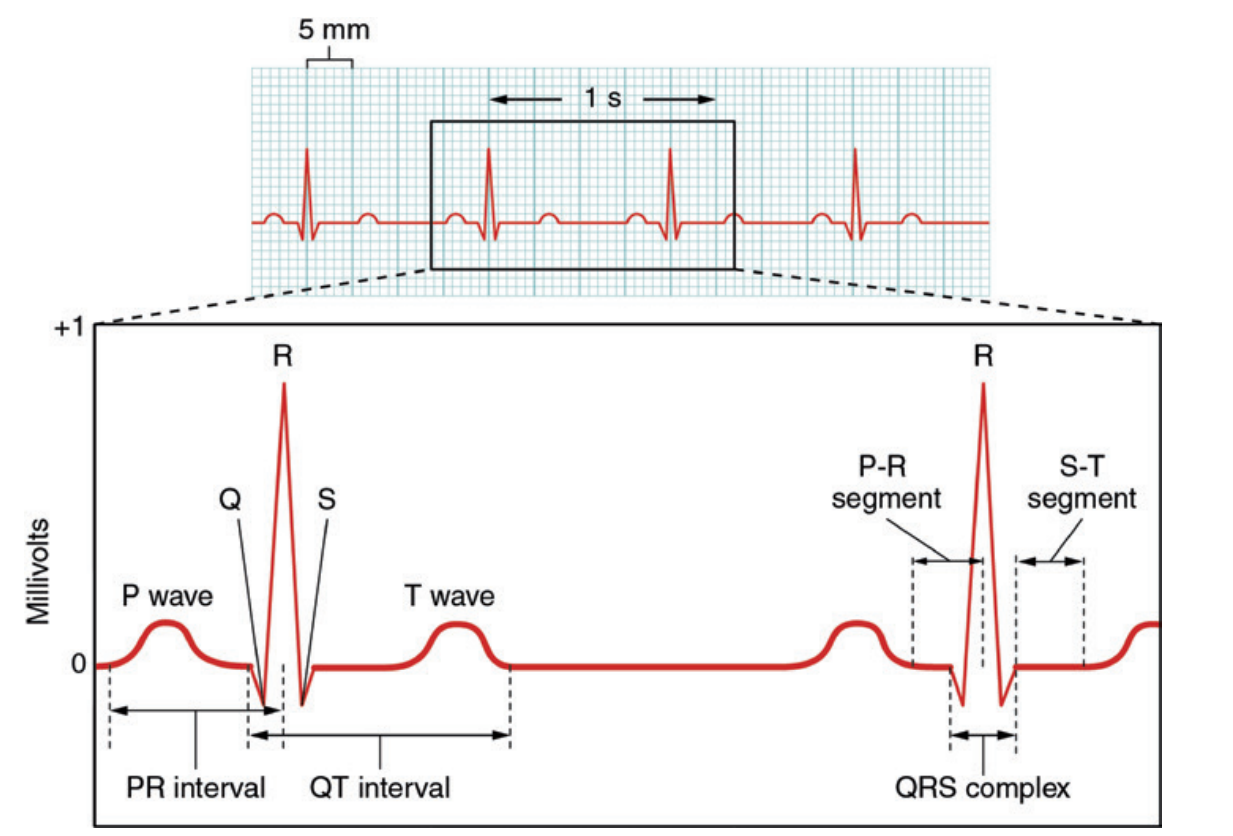 5 mm
1 s
+1
R
R
P-R
segment
S-T
segment
Q
S
Millivolts
P wave
T wave
0
PR interval
QT interval
QRS complex